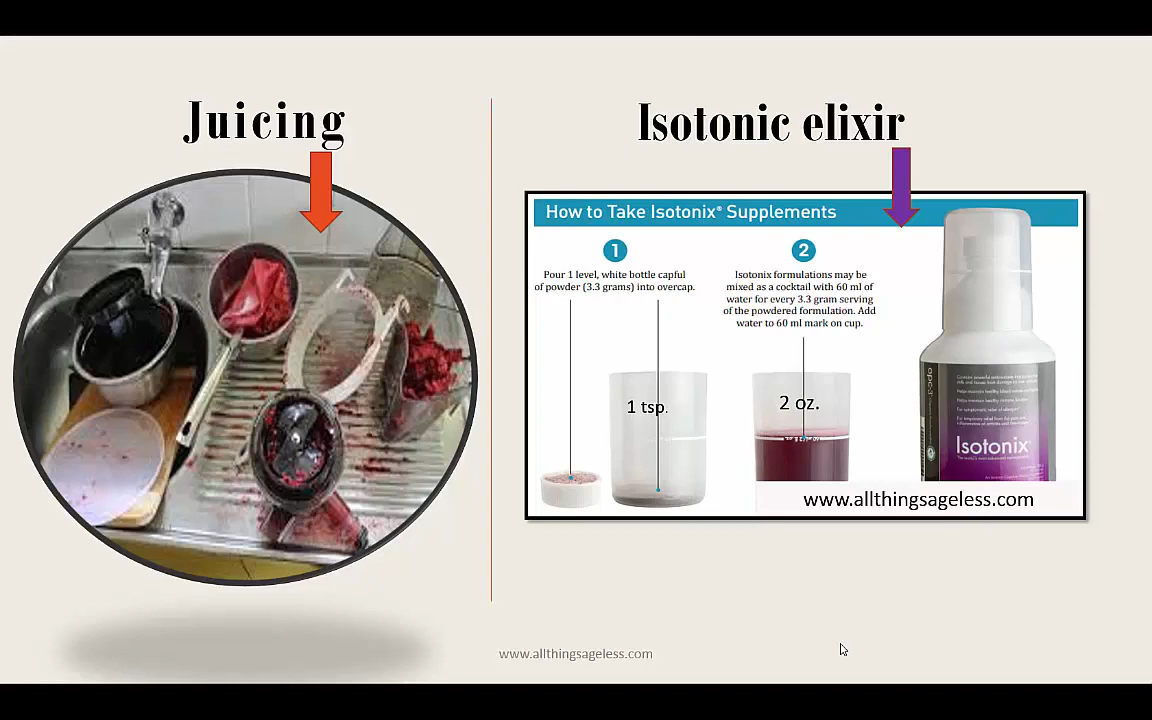 Juicing
Isotonic elixir
How to Take Isotonix® Supplements
1
Pour 1 level, white bottle capful
of powder (3.3 grams) into overcap.
2
Isotonix formulations may be
mixed as a cocktail with 60 ml of
water for every 3.3 gram serving
of the powdered formulation. Add
water to 60 ml mark on cup.
1 tsp.
2 oz.
opc-3
Isotonix
www.allthingsageless.com
www.allthingsageless.com